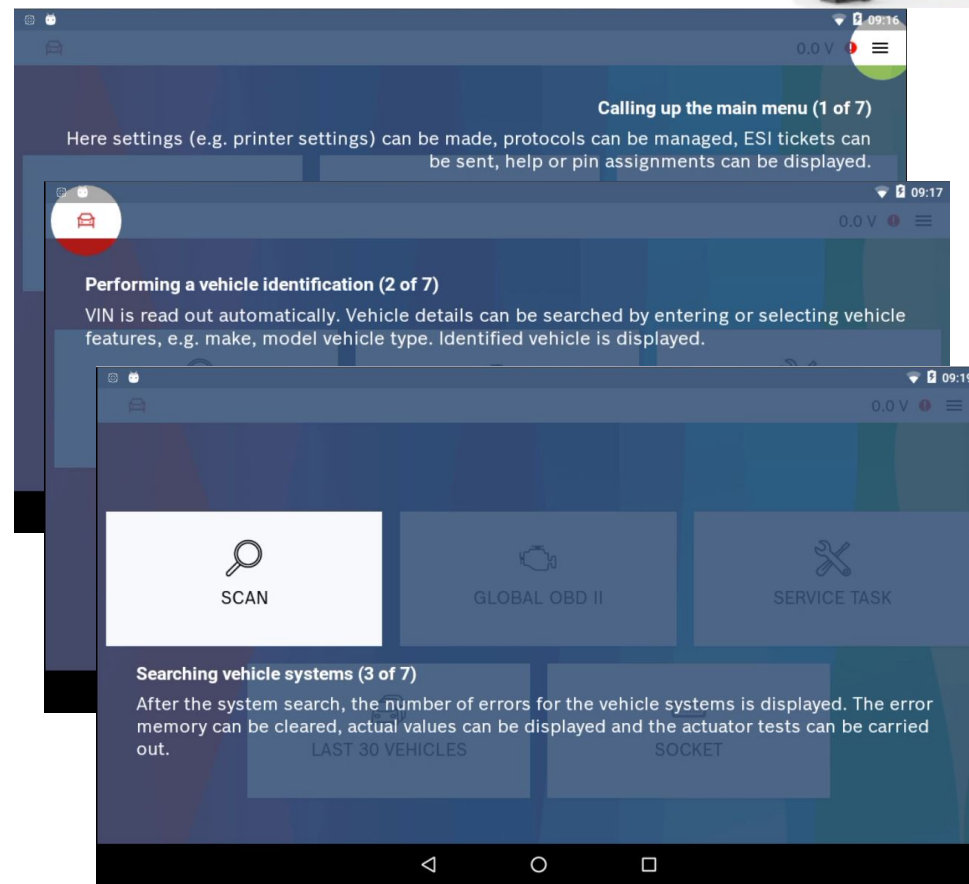 09:16
0.0 V
Calling up the main menu (1 of 7)
Here settings (e.g. printer settings) can be made, protocols can be managed, ESI tickets can
be sent, help or pin assignments can be displayed.
09:17
0.0 V
Performing a vehicle identification (2 of 7)
VIN is read out automatically. Vehicle details can be searched by entering or selecting vehicle
features, e.g. make, model vehicle type. Identified vehicle is displayed.
09:19
0.0 V
SCAN
GLOBAL OBD II
SERVICE TASK
Searching vehicle systems (3 of 7)
After the system search, the number of errors for the vehicle systems is displayed. The error
memory can be cleared, actual values can be displayed and the actuator tests can be carried
out.
LAST 30 VEHICLES
SOCKET